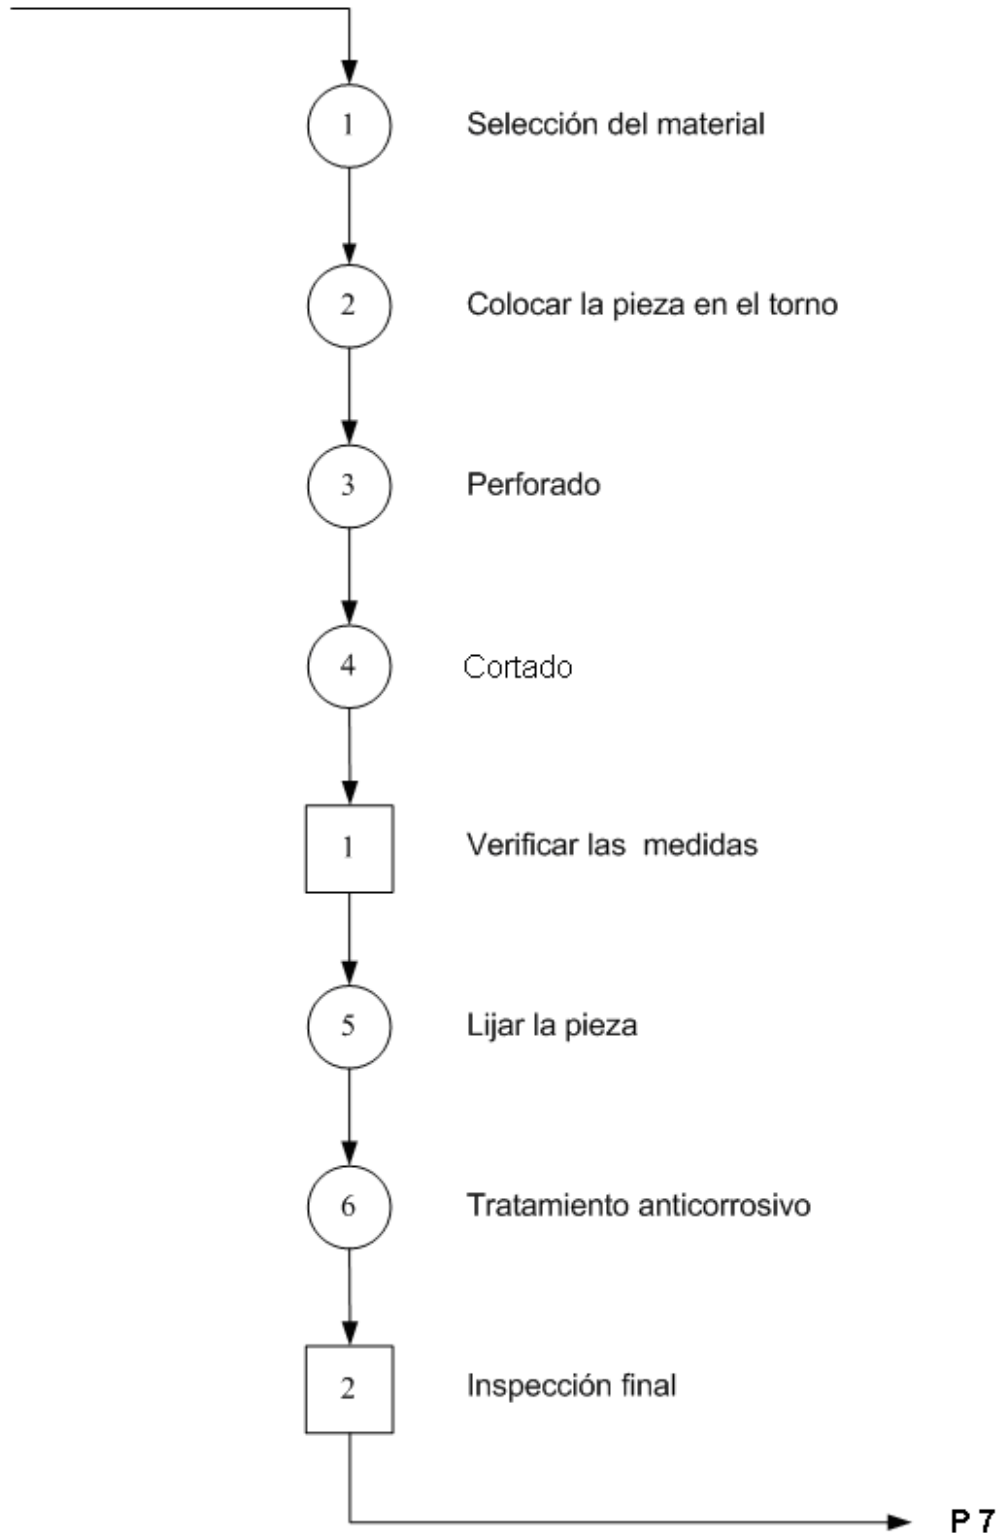 1 Selección del material
2 Colocar la pieza en el torno
3 Perforado
4 Cortado
1 Verificar las  medidas
5 Lijar la pieza
6 Tratamiento anticorrosivo
2 Inspección final
P 7